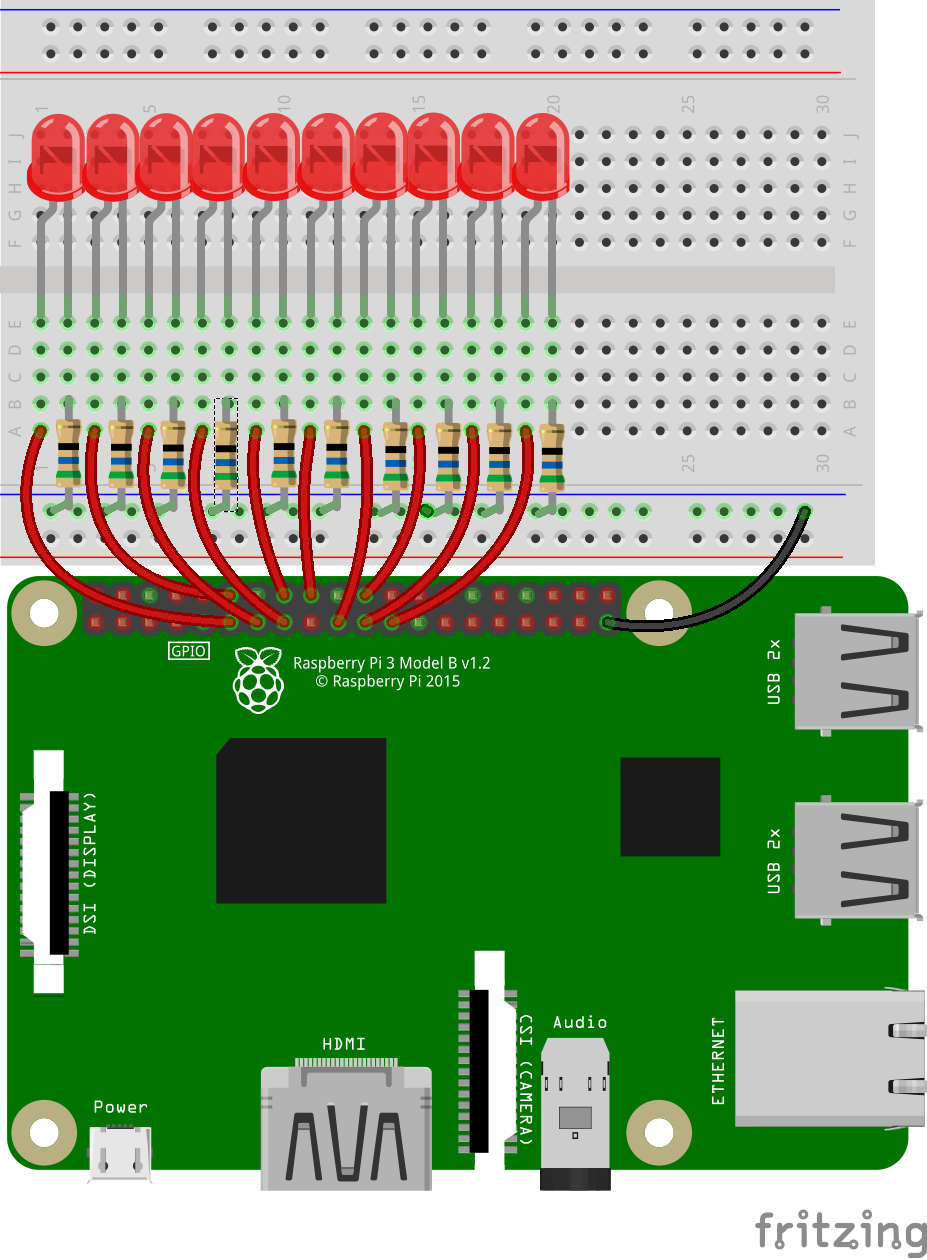 1 5 10 15 20 25 30
J J
I I
H H
G G
F F
E E
D D
C C
B B
A A
1 25 30
GPIO
Raspberry Pi 3 Model B v1.2
© Raspberry Pi 2015
USB 2x
DSI (DISPLAY)
USB 2x
CSI (CAMERA)
Audio
ETHERNET
HDMI
Power
fritzing